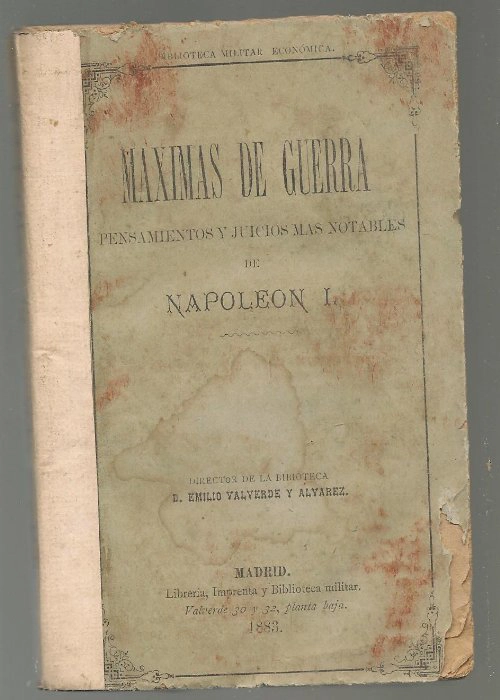 BIBLIOTECA MILITAR ECONÓMICA.
MÁXIMAS DE GUERRA
PENSAMIENTOS Y JUICIOS MAS NOTABLES
DE
NAPOLEON I.
DIRECTOR DE LA BIBIOTECA
D. EMILIO VALVERDE Y ALVAREZ.
MADRID.
Librería, Imprenta y Biblioteca militar.
Valverde 30 y 32, planta baja.
1883.